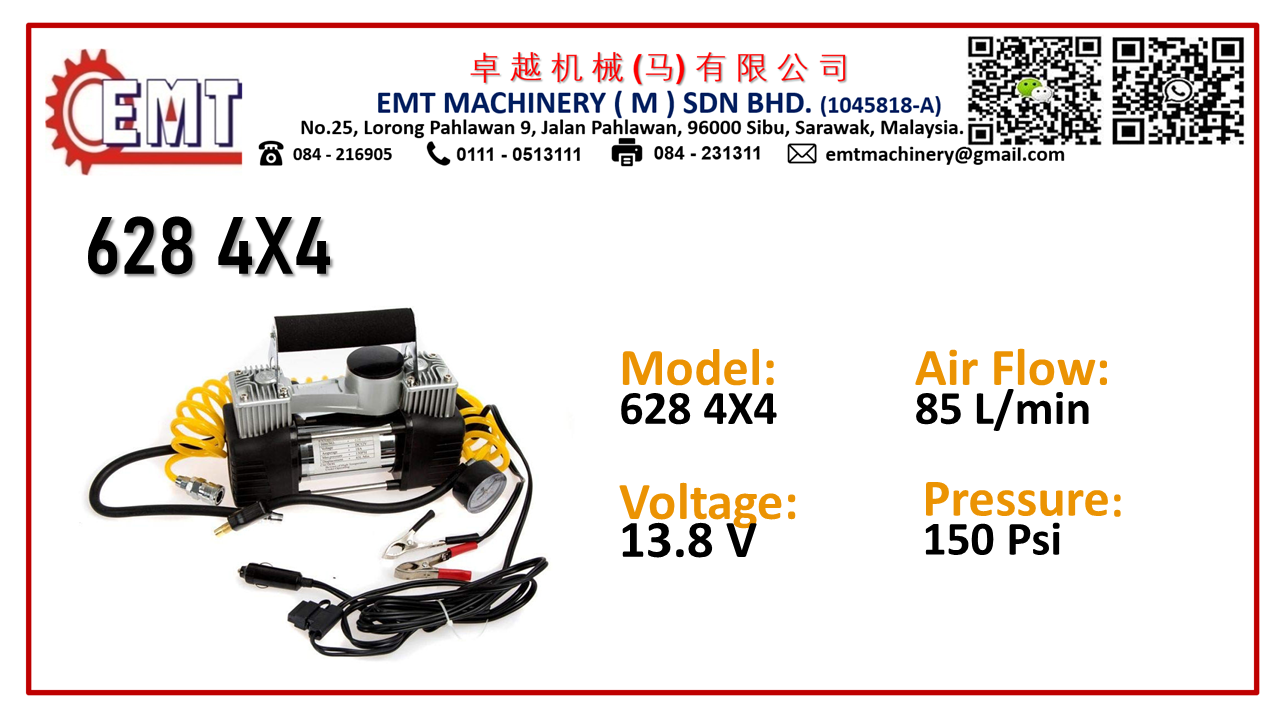 EMT
卓越机械(马)有限公司
EMT MACHINERY ( M ) SDN BHD. (1045818-A)
No.25, Lorong Pahlawan 9, Jalan Pahlawan, 96000 Sibu, Sarawak, Malaysia.
084 - 216905 0111 - 0513111 084 - 231311 emtmachinery@gmail.com
628 4X4
Model: Air Flow:
628 4X4 85 L/min
Voltage: Pressure:
13.8 V 150 Psi